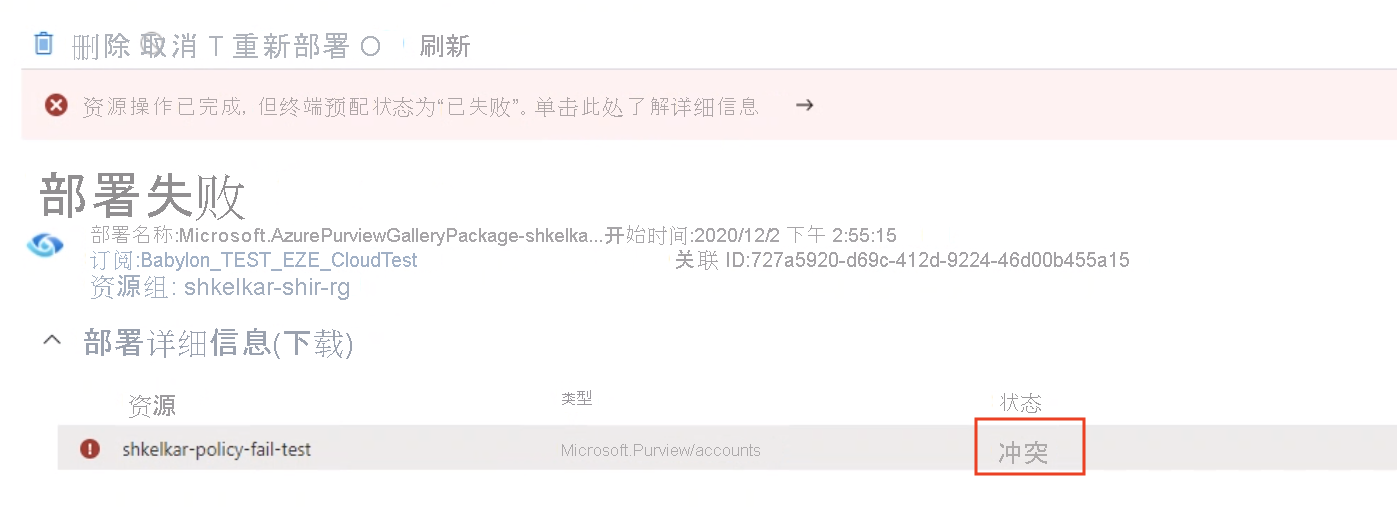 删除 取消 T 重新部署 刷新
资源操作已完成, 但终端预配状态为“已失败”。单击此处了解详细信息 →
部署失败
部署名称:Microsoft.AzurePurviewGalleryPackage-shkelka...开始时间:2020/12/2 下午 2:55:15
订阅:Babylon_TEST_EZE_CloudTest 关联 ID:727a5920-d69c-412d-9224-46d00b455a15
资源组: shkelkar-shir-rg
部署详细信息(下载)
资源 类型 状态
shkelkar-policy-fail-test Microsoft.Purview/accounts 冲突